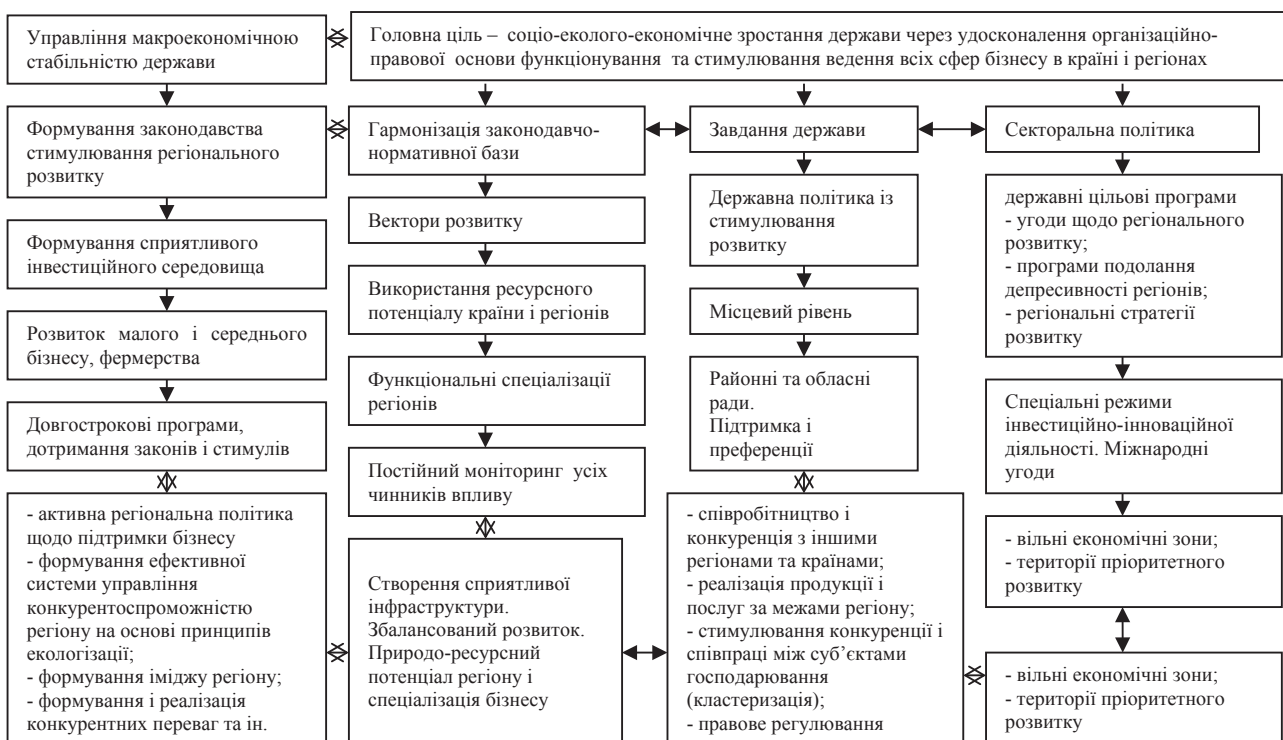 Управління макроекономічною
стабільністю держави
Головна ціль – соціо-еколого-економічне зростання держави через удосконалення організаційно-
правової основи функціонування та стимулювання ведення всіх сфер бізнесу в країні і регіонах
Формування законодавства
стимулювання регіонального
розвитку
Гармонізація законодавчо-
нормативної бази
Завдання держави
Секторальна політика
Формування сприятливого
інвестиційного середовища
Розвиток малого і середнього
бізнесу, фермерства
Довгострокові програми,
дотримання законів і стимулів
- активна регіональна політика
щодо підтримки бізнесу
- формування ефективної
системи управління
конкурентоспроможністю
регіону на основі принципів
екологізації;
- формування іміджу регіону;
- формування і реалізація
конкурентних переваг та ін.
Вектори розвитку
Використання ресурсного
потенціалу країни і регіонів
Функціональні спеціалізації
регіонів
Постійний моніторинг усіх
чинників впливу
Створення сприятливої
інфраструктури.
Збалансований розвиток.
Природо-ресурсний
потенціал регіону і
спеціалізація бізнесу
Державна політика із
стимулювання
розвитку
Місцевий рівень
Районні та обласні
ради.
Підтримка і
преференції
- співробітництво і
конкуренція з іншими
регіонами та країнами;
- реалізація продукції і
послуг за межами регіону;
- стимулювання конкуренції і
співпраці між суб’єктами
господарювання
(кластеризація);
- правове регулювання
державні цільові програми
- угоди щодо регіонального
розвитку;
- програми подолання
депресивності регіонів;
- регіональні стратегії
розвитку
Спеціальні режими
інвестиційно-інноваційної
діяльності. Міжнародні
угоди
- вільні економічні зони;
- території пріоритетного
розвитку
- вільні економічні зони;
- території пріоритетного
розвитку